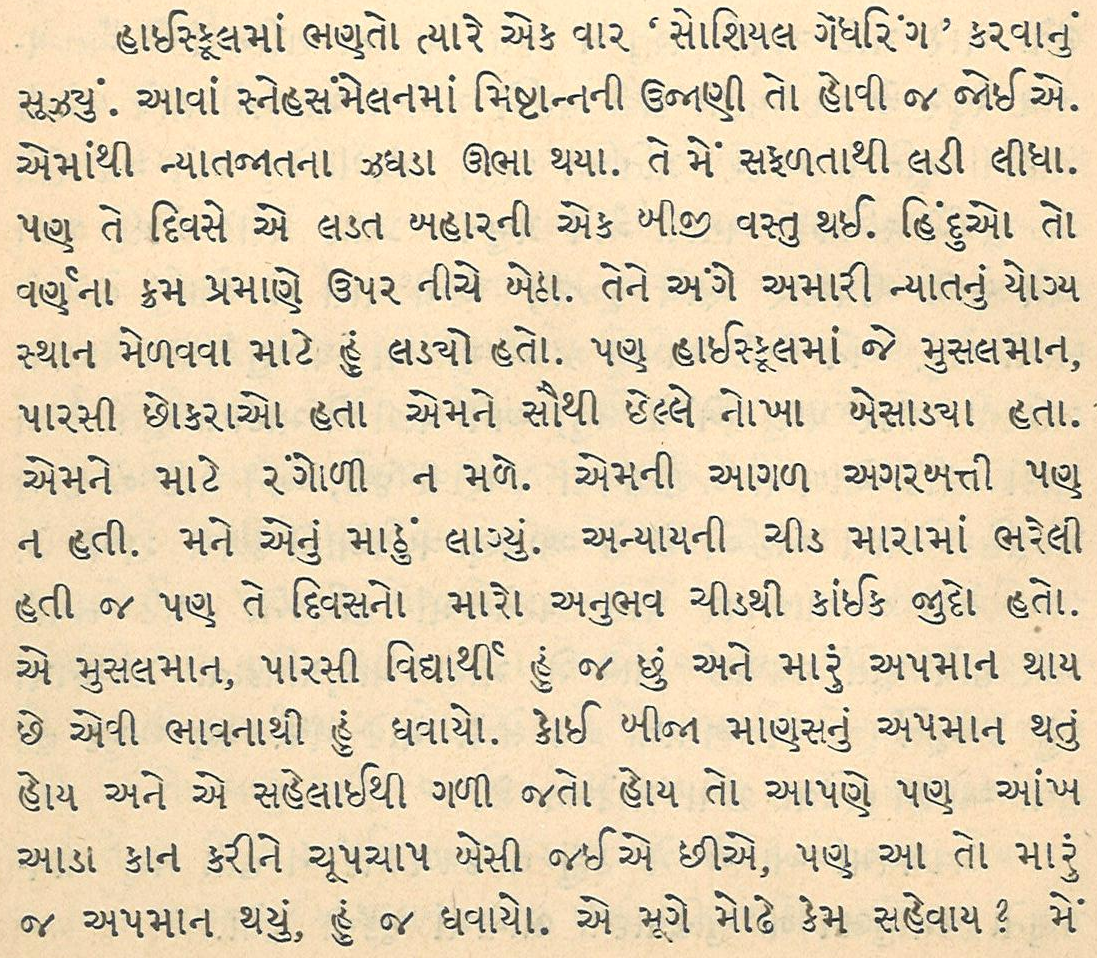 હાઈસ્કૂલમાં ભણતો ત્યારે એક વાર ‘સોશિયલ ગૅધરિંગ’ કરવાનું
સૂઝ્યું. આવાં સ્નેહસંમેલનમાં મિષ્ટાન્નની ઉજાણી તો હોવી જ જોઈએ.
એમાંથી ન્યાતજાતના ઝઘડા ઊભા થયા. તે મેં સફળતાથી લડી લીધા.
પણ તે દિવસે એ લડત બહારની એક બીજી વસ્તુ થઈ. હિંદુઓ તો
વર્ણના ક્રમ પ્રમાણે ઉપર નીચે બેઠા. તેને અંગે અમારી ન્યાતનું યોગ્ય
સ્થાન મેળવવા માટે હું લડ્યો હતો. પણ હાઈસ્કૂલમાં જે મુસલમાન,
પારસી છોકરાઓ હતા એમને સૌથી છેલ્લે નોખા બેસાડ્યા હતા.
એમને માટે રંગોળી ન મળે. એમની આગળ અગરબત્તી પણ
ન હતી. મને એનું માઠું લાગ્યું. અન્યાયની ચીડ મારામાં ભરેલી
હતી જ પણ તે દિવસનો મારો અનુભવ ચીડથી કાંઈક જુદો હતો.
એ મુસલમાન, પારસી વિદ્યાર્થી હું જ છું અને મારું અપમાન થાય
છે એવી ભાવનાથી હું ઘવાયો. કોઈ બીજા માણસનું અપમાન થતું
હોય અને એ સહેલાઈથી ગળી જતો હોય તો આપણે પણ આંખ
આડા કાન કરીને ચૂપચાપ બેસી જઈએ છીએ, પણ આ તો મારું
જ અપમાન થયું, હું જ ઘવાયો. એ મૂગે મોઢે કેમ સહેવાય? મેં